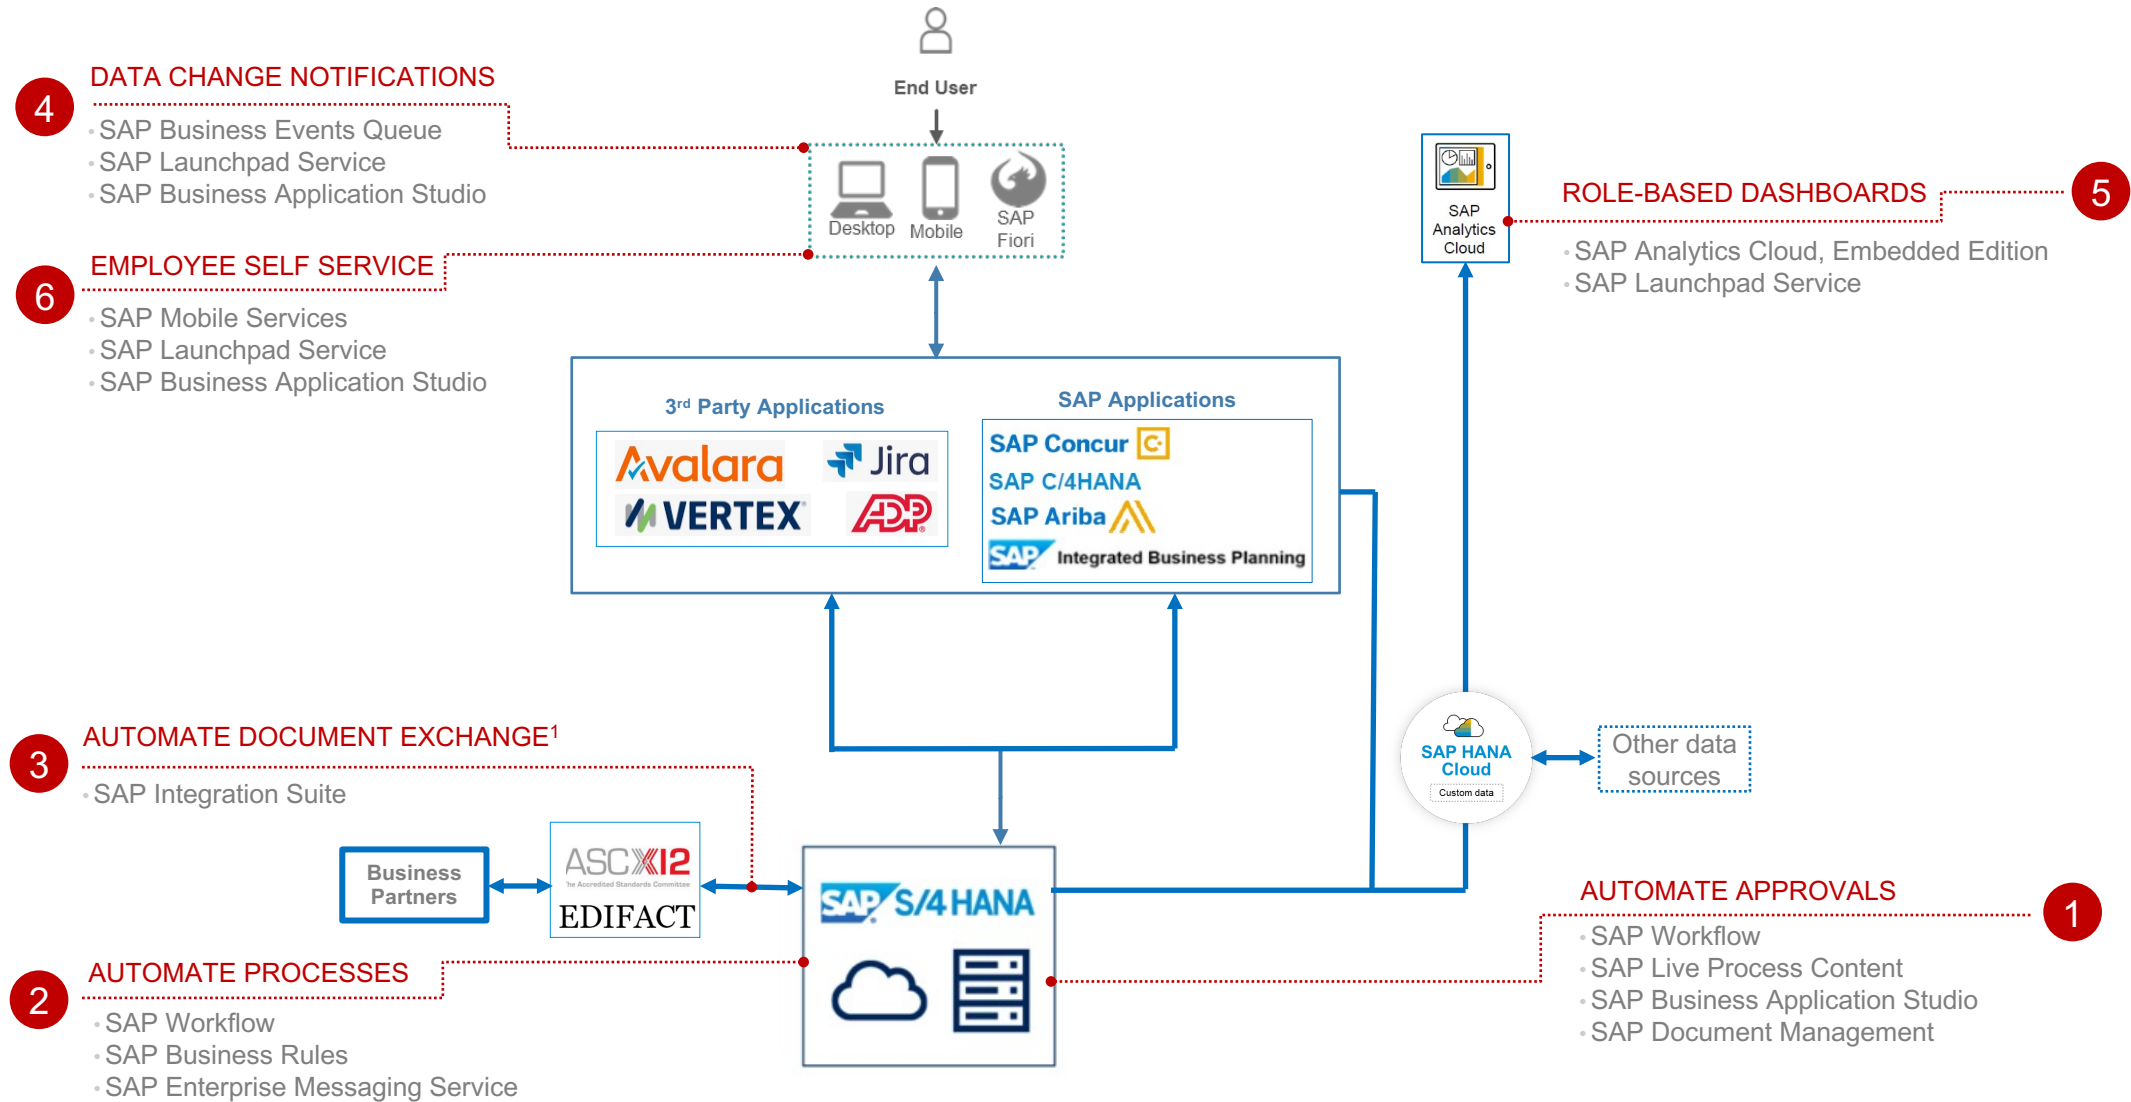 End User
Desktop
Mobile
SAP
Fiori
4
DATA CHANGE NOTIFICATIONS
• SAP Business Events Queue
• SAP Launchpad Service
• SAP Business Application Studio
6
EMPLOYEE SELF SERVICE
• SAP Mobile Services
• SAP Launchpad Service
• SAP Business Application Studio
SAP
Analytics
Cloud
ROLE-BASED DASHBOARDS
5
• SAP Analytics Cloud, Embedded Edition
• SAP Launchpad Service
3rd Party Applications
Avalara
Jira
VERTEX
ADP
SAP Applications
SAP Concur C
SAP C/4HANA
SAP Ariba
SAP Integrated Business Planning
3
AUTOMATE DOCUMENT EXCHANGE1
• SAP Integration Suite
SAP HANA
Cloud
Custom data
Other data
sources
Business
Partners
ASC X12
The Accredited Standards Committee
EDIFACT
SAP S/4HANA
2
AUTOMATE PROCESSES
• SAP Workflow
• SAP Business Rules
• SAP Enterprise Messaging Service
AUTOMATE APPROVALS
1
• SAP Workflow
• SAP Live Process Content
• SAP Business Application Studio
• SAP Document Management